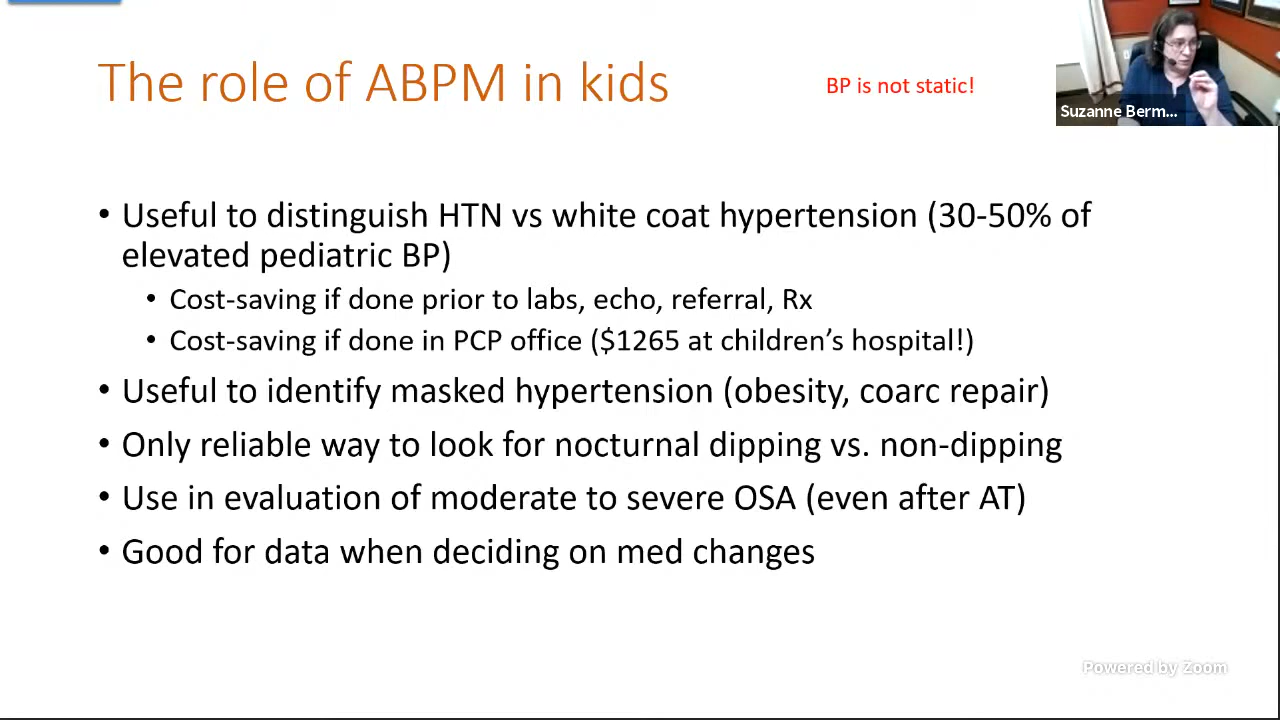 The role of ABPM in kids
BP is not static!
Suzanne Berm...
• Useful to distinguish HTN vs white coat hypertension (30-50% of
elevated pediatric BP)
• Cost-saving if done prior to labs, echo, referral, Rx
• Cost-saving if done in PCP office ($1265 at children’s hospital!)
• Useful to identify masked hypertension (obesity, coarc repair)
• Only reliable way to look for nocturnal dipping vs. non-dipping
• Use in evaluation of moderate to severe OSA (even after AT)
• Good for data when deciding on med changes
Powered by Zoom